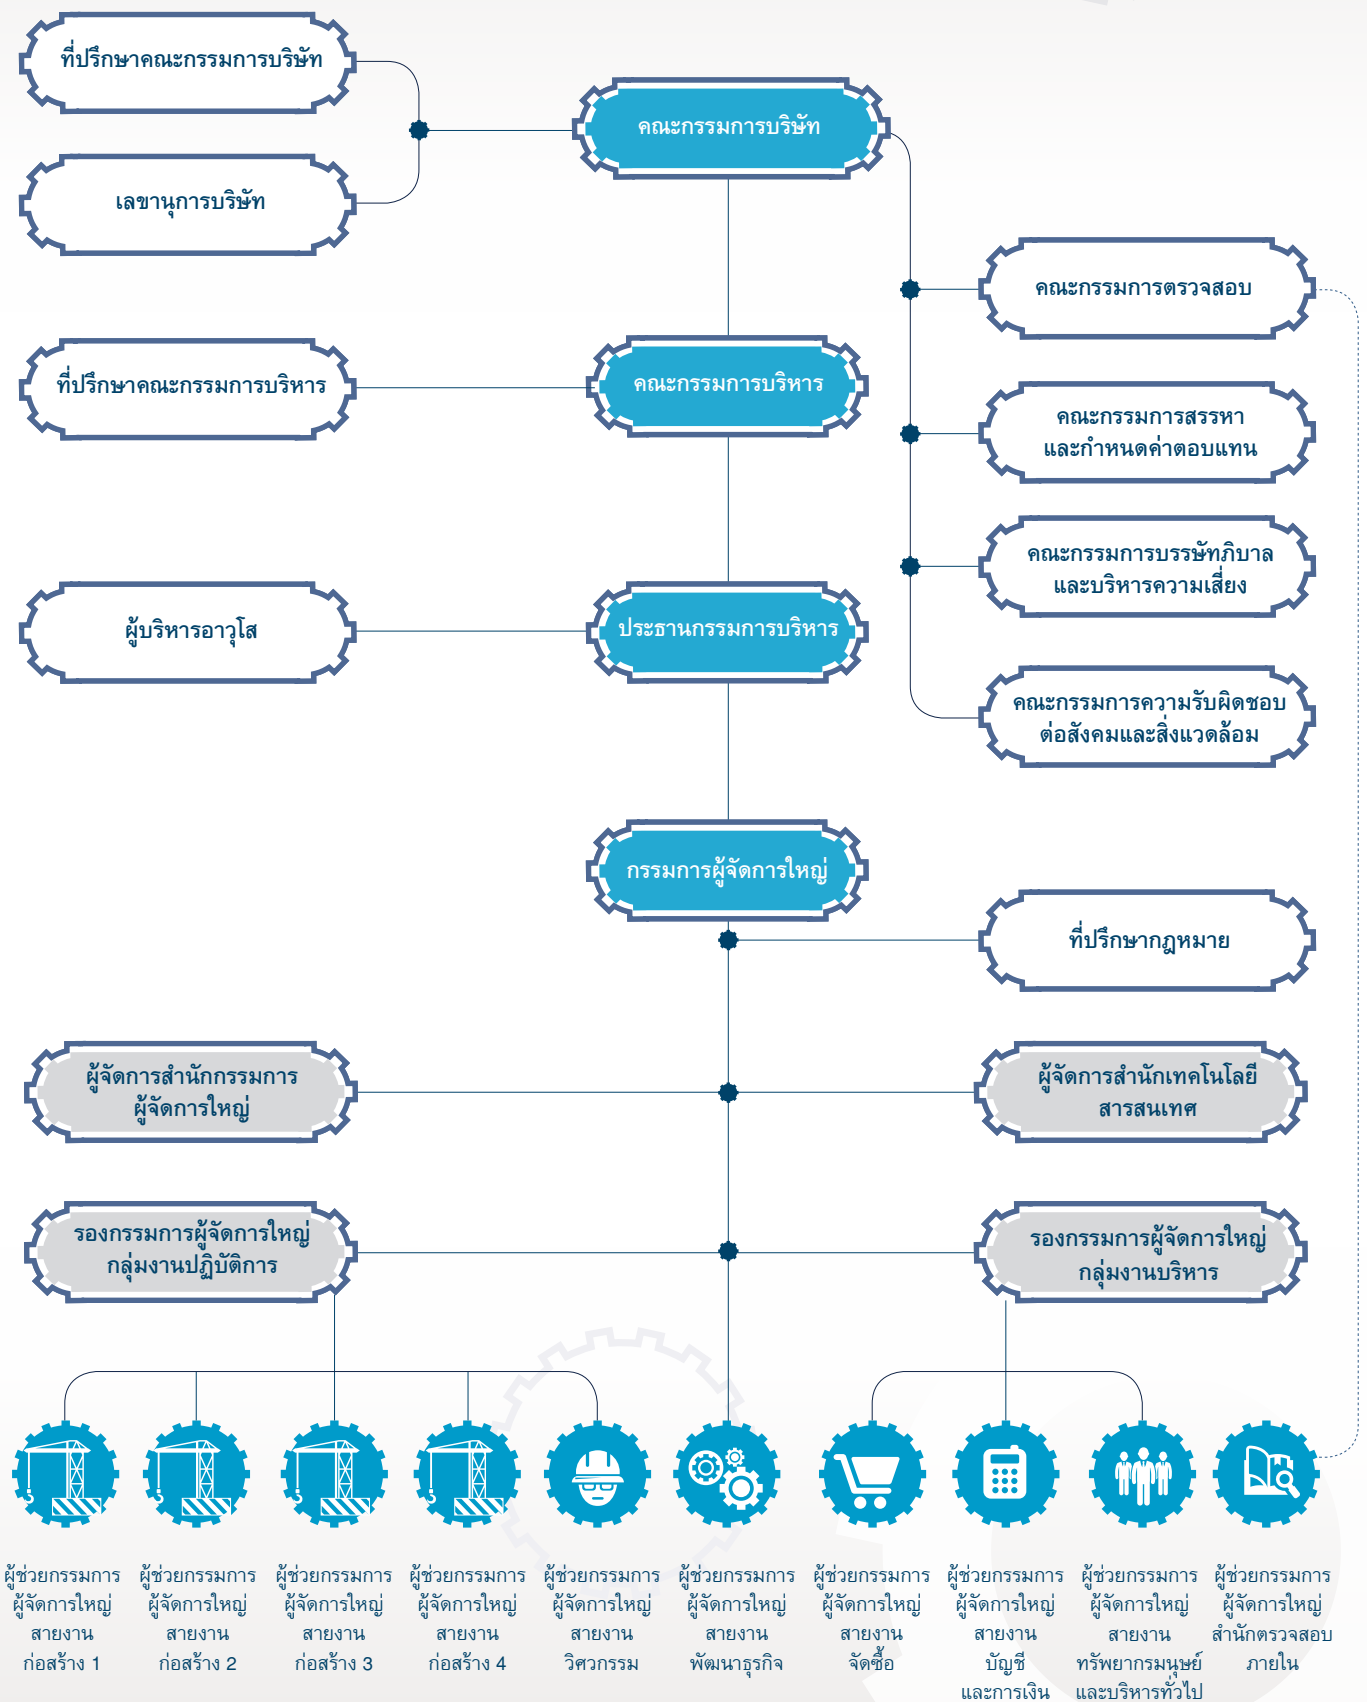 ที่ปรึกษาคณะกรรมการบริษัท
คณะกรรมการบริษัท
เลขานุการบริษัท
คณะกรรมการตรวจสอบ
ที่ปรึกษาคณะกรรมการบริหาร
คณะกรรมการบริหาร
คณะกรรมการสรรหา
และกำหนดค่าตอบแทน
คณะกรรมการบรรษัทภิบาล
และบริหารความเสี่ยง
ผู้บริหารอาวุโส
ประธานกรรมการบริหาร
คณะกรรมการความรับผิดชอบ
ต่อสังคมและสิ่งแวดล้อม
กรรมการผู้จัดการใหญ่
ที่ปรึกษากฎหมาย
ผู้จัดการสำนักกรรมการ
ผู้จัดการใหญ่
ผู้จัดการสำนักเทคโนโลยี
สารสนเทศ
รองกรรมการผู้จัดการใหญ่
กลุ่มงานปฏิบัติการ
รองกรรมการผู้จัดการใหญ่
กลุ่มงานบริหาร
ผู้ช่วยกรรมการ
ผู้จัดการใหญ่
สายงาน
ก่อสร้าง 1
ผู้ช่วยกรรมการ
ผู้จัดการใหญ่
สายงาน
ก่อสร้าง 2
ผู้ช่วยกรรมการ
ผู้จัดการใหญ่
สายงาน
ก่อสร้าง 3
ผู้ช่วยกรรมการ
ผู้จัดการใหญ่
สายงาน
ก่อสร้าง 4
ผู้ช่วยกรรมการ
ผู้จัดการใหญ่
สายงาน
วิศวกรรม
ผู้ช่วยกรรมการ
ผู้จัดการใหญ่
สายงาน
พัฒนาธุรกิจ
ผู้ช่วยกรรมการ
ผู้จัดการใหญ่
สายงาน
จัดซื้อ
ผู้ช่วยกรรมการ
ผู้จัดการใหญ่
สายงาน
บัญชี
และการเงิน
ผู้ช่วยกรรมการ
ผู้จัดการใหญ่
สายงาน
ทรัพยากรมนุษย์
และบริหารทั่วไป
ผู้ช่วยกรรมการ
ผู้จัดการใหญ่
สำนักตรวจสอบ
ภายใน